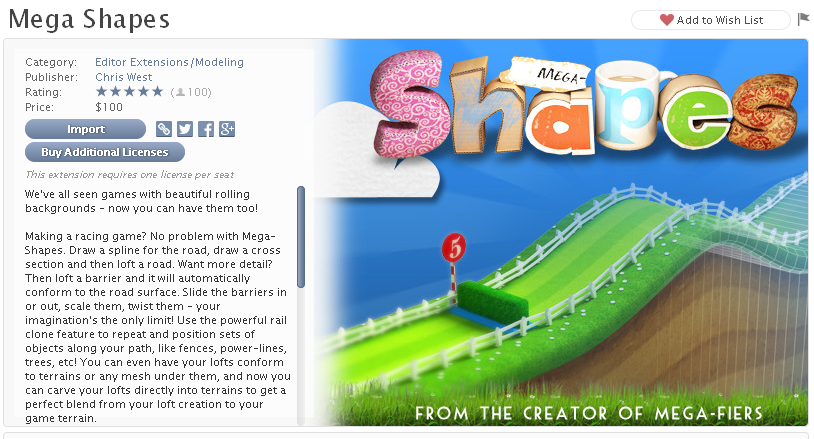 Mega Shapes
Add to Wish List
Category: Editor Extensions/Modeling
Publisher: Chris West
Rating: ★★★★★ (100)
Price: $100
Import
Buy Additional Licenses
This extension requires one license per seat
We've all seen games with beautiful rolling
backgrounds - now you can have them too!
Making a racing game? No problem with Mega-
Shapes. Draw a spline for the road, draw a cross
section and then loft a road. Want more detail?
Then loft a barrier and it will automatically
conform to the road surface. Slide the barriers in
or out, scale them, twist them - your
imagination's the only limit! Use the powerful rail
clone feature to repeat and position sets of
objects along your path, like fences, power-lines,
trees, etc! You can even have your lofts conform
to terrains or any mesh under them, and now you
can carve your lofts directly into terrains to get a
perfect blend from your loft creation to your
game terrain.
MEGA-
Shapes
5
FROM THE CREATOR OF MEGA-FIERS